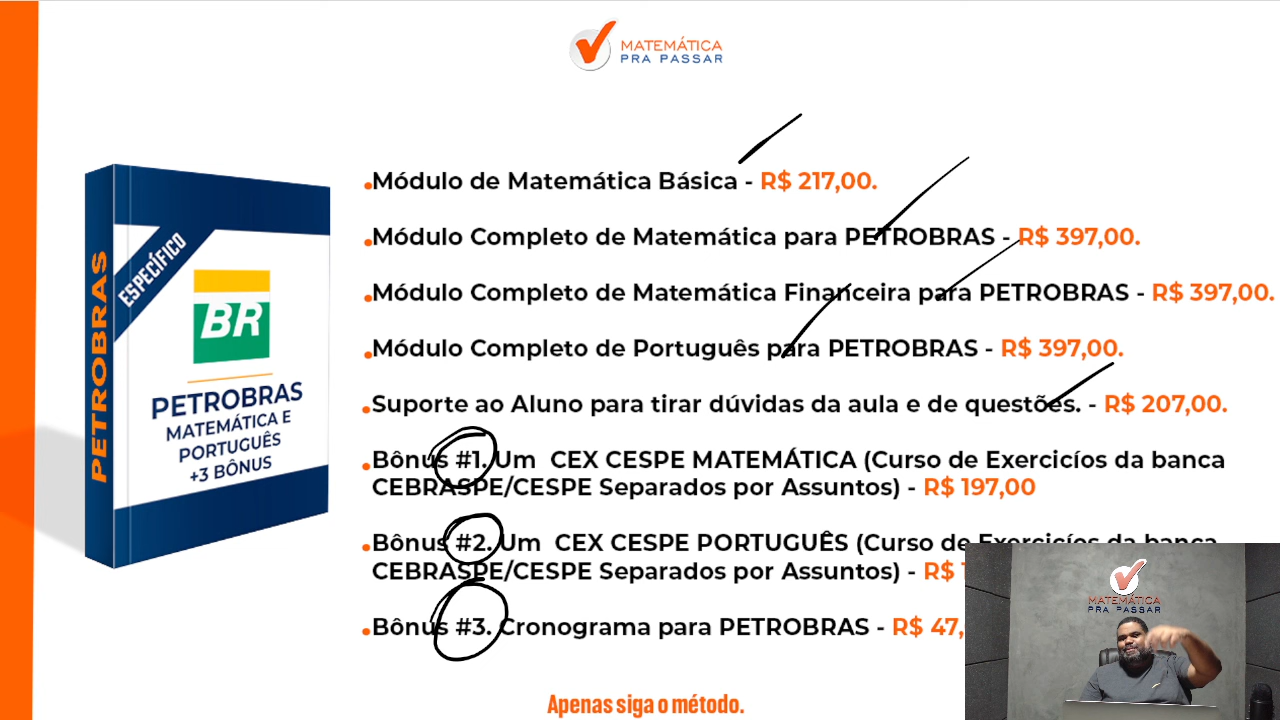 MATEMÁTICA
PRA PASSAR
Módulo de Matemática Básica - R$ 217,00.
Módulo Completo de Matemática para PETROBRAS - R$ 397,00.
Módulo Completo de Matemática Financeira para PETROBRAS - R$ 397,00.
Módulo Completo de Português para PETROBRAS - R$ 397,00.
Suporte ao Aluno para tirar dúvidas da aula e de questões. - R$ 207,00.
Bônus #1. Um CEX CESPE MATEMÁTICA (Curso de Exercicíos da banca
CEBRASPE/CESPE Separados por Assuntos) - R$ 197,00
Bônus #2. Um CEX CESPE PORTUGUÊS (Curso de Exercicíos da banca
CEBRASPE/CESPE Separados por Assuntos) - R$
Bônus #3. Cronograma para PETROBRAS - R$ 47,
Apenas siga o método.
PETROBRAS
ESPECÍFICO
BR
PETROBRAS
MATEMÁTICA E
PORTUGUÊS
+3 BÔNUS
MATEMÁTICA
PRA PASSAR